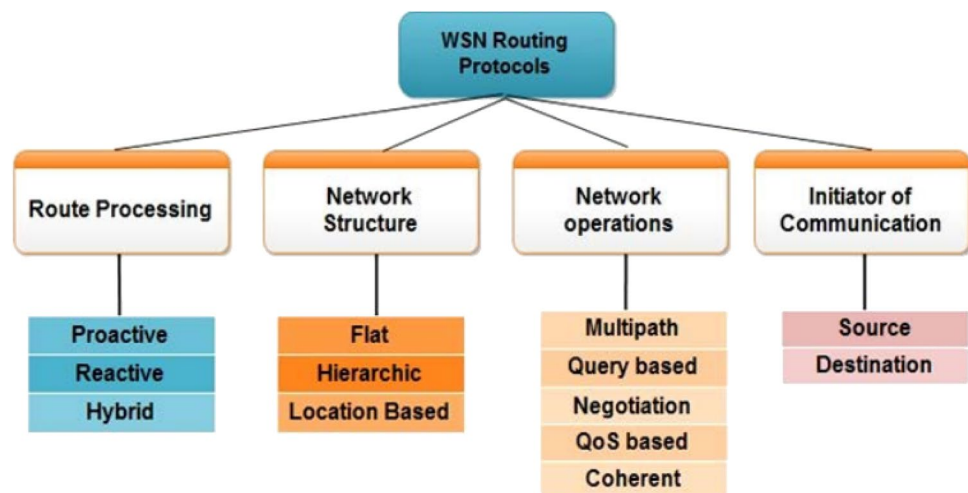 WSN Routing
Protocols
Route Processing
Network
Structure
Network
operations
Initiator of
Communication
Proactive
Reactive
Hybrid
Flat
Hierarchic
Location Based
Multipath
Query based
Negotiation
QoS based
Coherent
Source
Destination